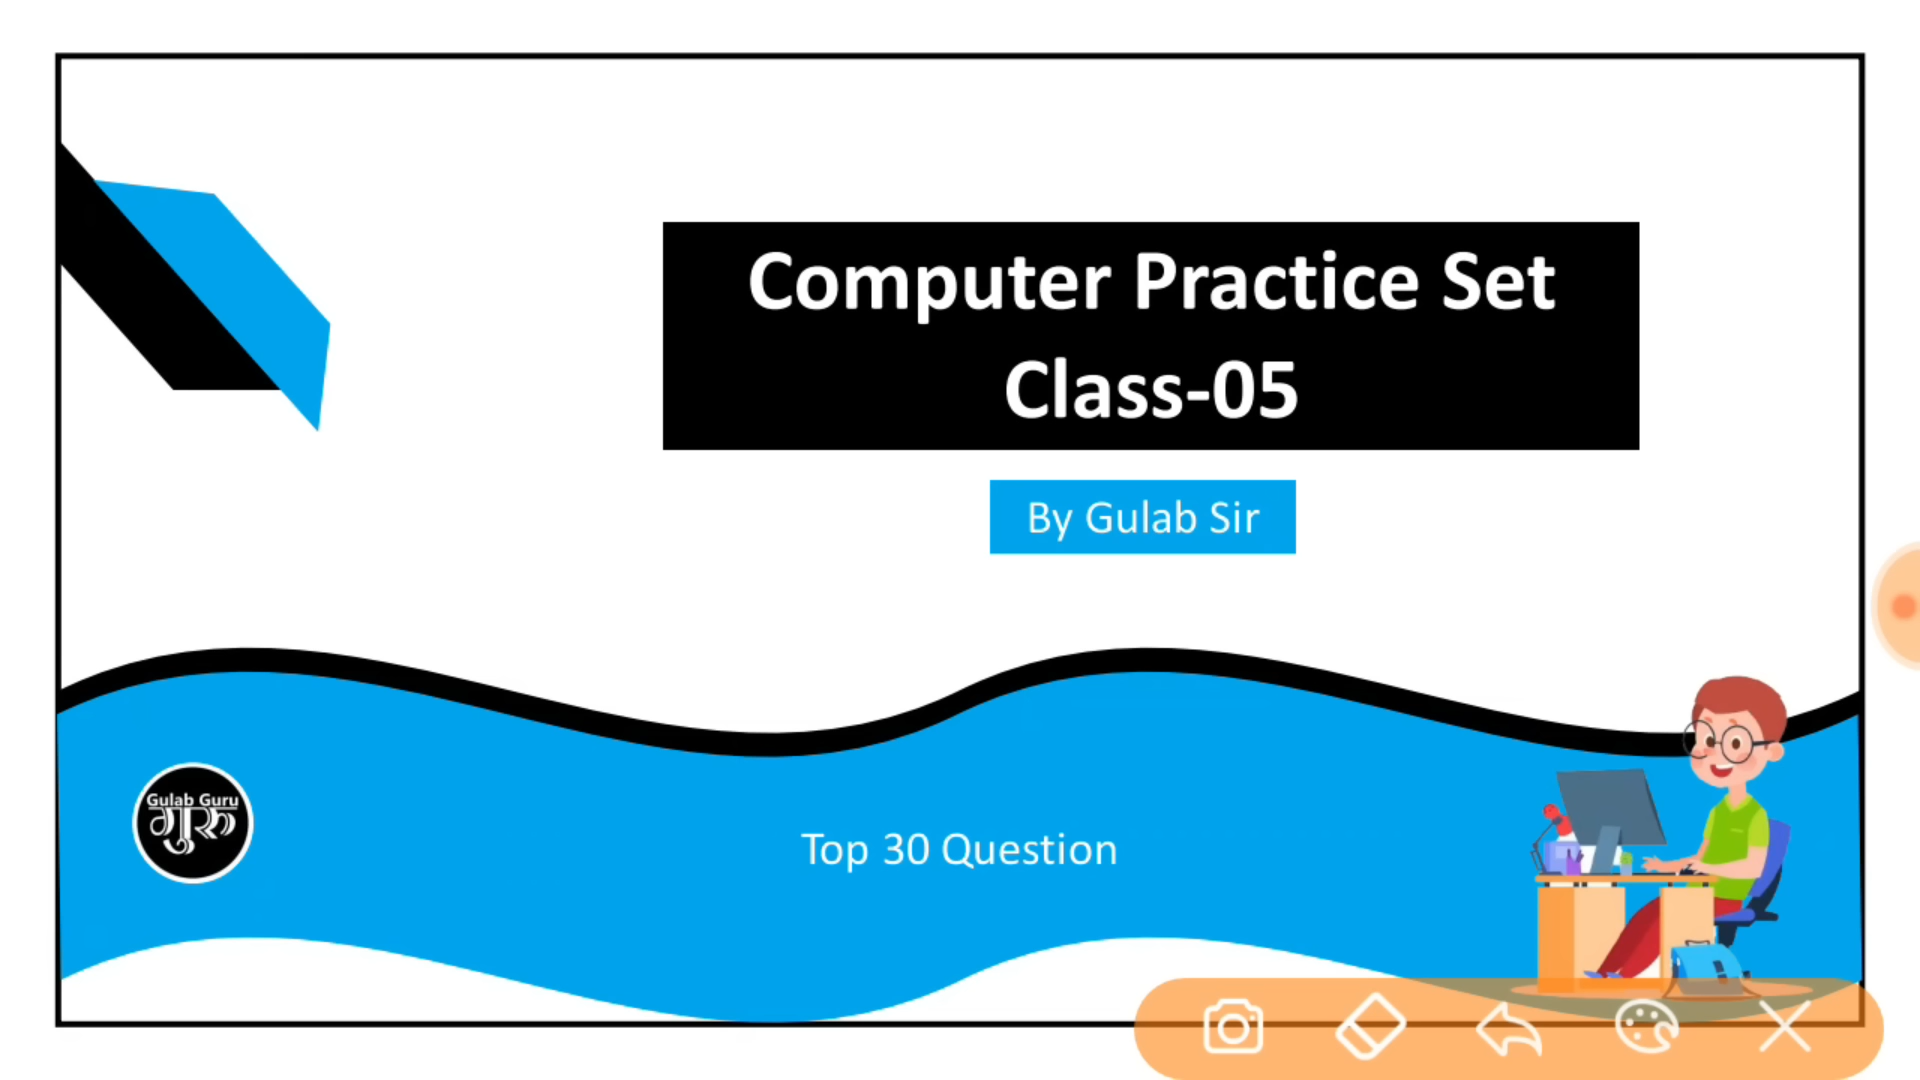 Computer Practice Set
Class-05
By Gulab Sir
Gulab Guru
गुरु
Top 30 Question